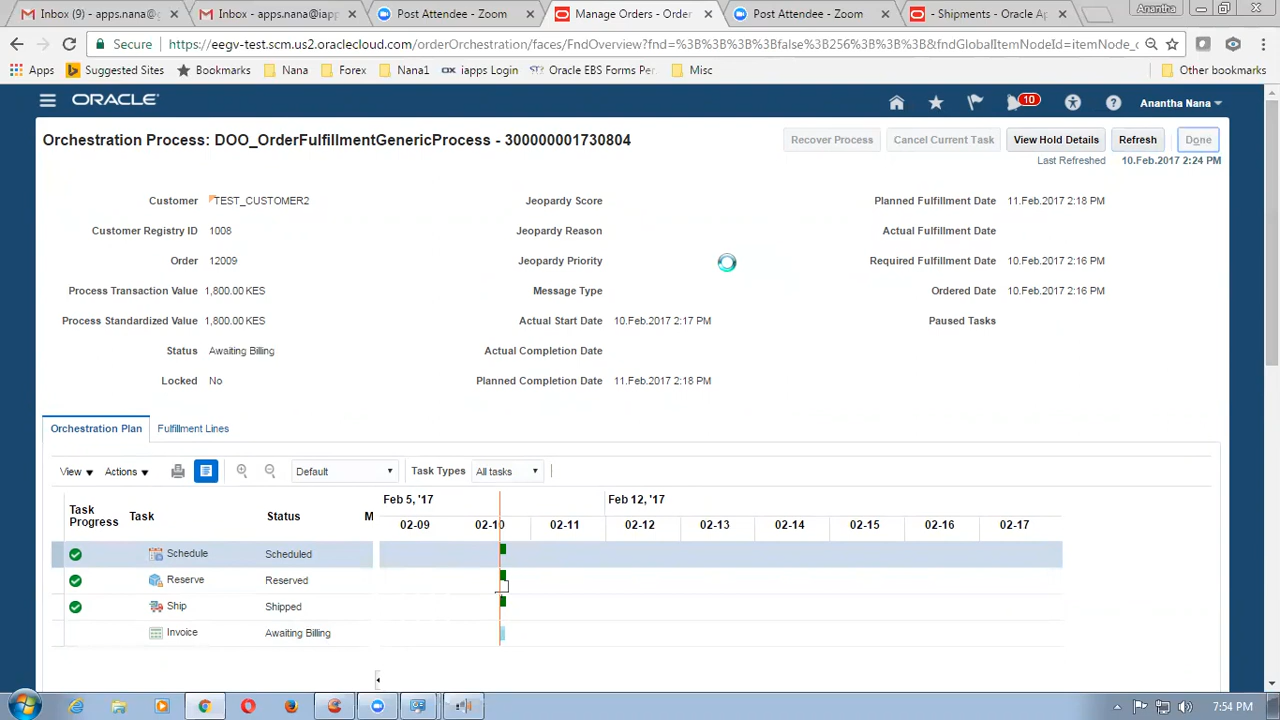 Inbox (9) - apps.nana@g
Inbox - apps.nana@iapp
Post Attendee - Zoom
Manage Orders - Order
Post Attendee - Zoom
- Shipments - Oracle Ap
Anantha
Secure
https://eegv-test.scm.us2.oraclecloud.com/orderOrchestration/faces/FndOverview?fnd=%3B%3B%3B%3Bfalse%3B256%3B%3B%3B&fndGlobalItemNodeId=itemNode_c
Apps
Suggested Sites
Bookmarks
Nana
Forex
Nana1
iapps Login
Oracle EBS Forms Per
Misc
Other bookmarks
ORACLE
10
Anantha Nana
Orchestration Process: DOO_OrderFulfillmentGenericProcess - 300000001730804
Recover Process
Cancel Current Task
View Hold Details
Refresh
Done
Last Refreshed 10.Feb.2017 2:24 PM
Customer TEST_CUSTOMER2
Jeopardy Score
Planned Fulfillment Date 11.Feb.2017 2:18 PM
Customer Registry ID 1008
Jeopardy Reason
Actual Fulfillment Date
Order 12009
Jeopardy Priority
Required Fulfillment Date 10.Feb.2017 2:16 PM
Process Transaction Value 1,800.00 KES
Message Type
Ordered Date 10.Feb.2017 2:16 PM
Process Standardized Value 1,800.00 KES
Actual Start Date 10.Feb.2017 2:17 PM
Paused Tasks
Status Awaiting Billing
Actual Completion Date
Locked No
Planned Completion Date 11.Feb.2017 2:18 PM
Orchestration Plan
Fulfillment Lines
View
Actions
Default
Task Types All tasks
Task Progress
Task
Status
M
Feb 5, '17
Feb 12, '17
02-09 02-10 02-11 02-12 02-13 02-14 02-15 02-16 02-17
Schedule Scheduled
Reserve Reserved
Ship Shipped
Invoice Awaiting Billing
7:54 PM